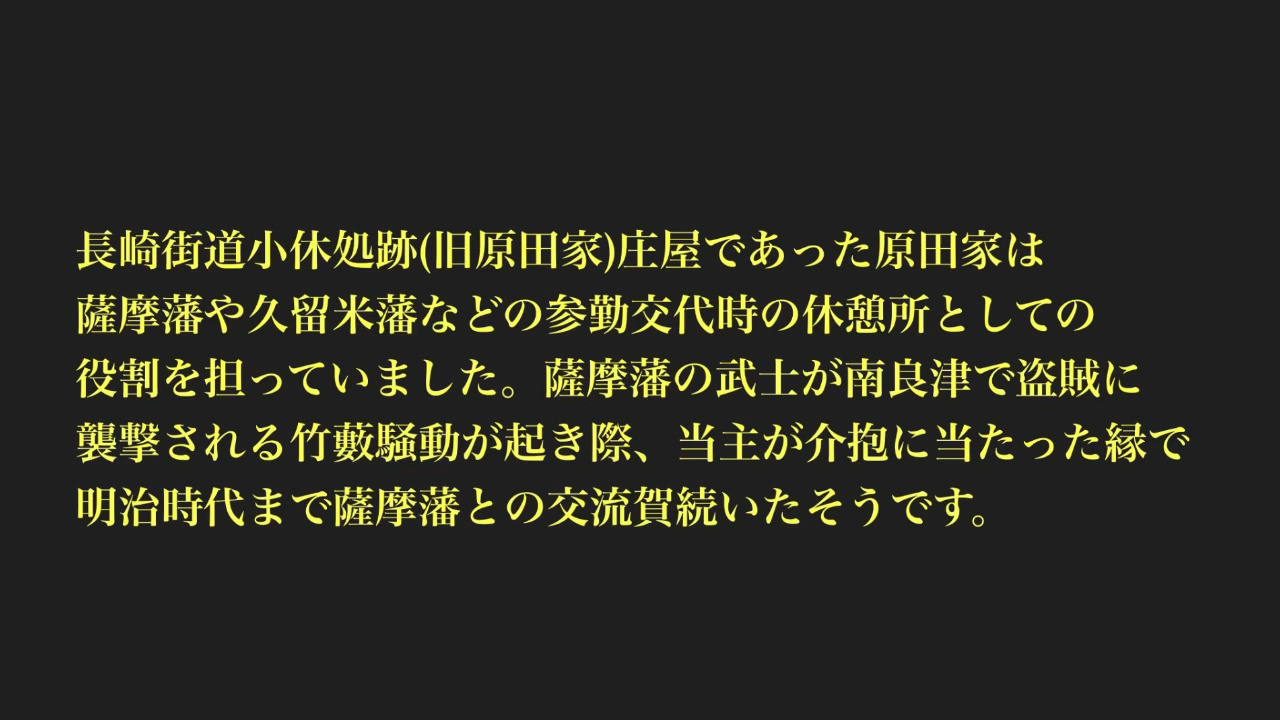 長崎街道小休処跡(旧原田家)庄屋であった原田家は
薩摩藩や久留米藩などの参勤交代時の休憩所としての
役割を担っていました。薩摩藩の武士が南良津で盗賊に
襲撃される竹藪騒動が起き際、当主が介抱に当たった縁で
明治時代まで薩摩藩との交流賀続いたそうです。